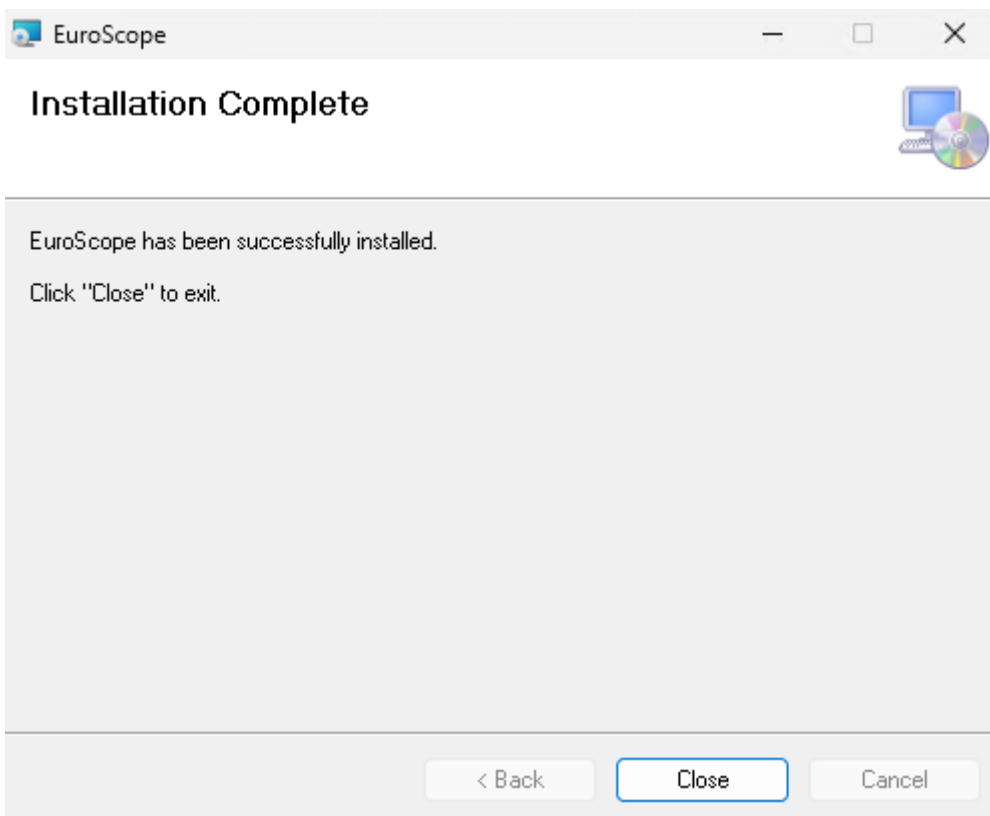 EuroScope
Installation Complete
EuroScope has been successfully installed.
Click "Close" to exit.
< Back
Close
Cancel